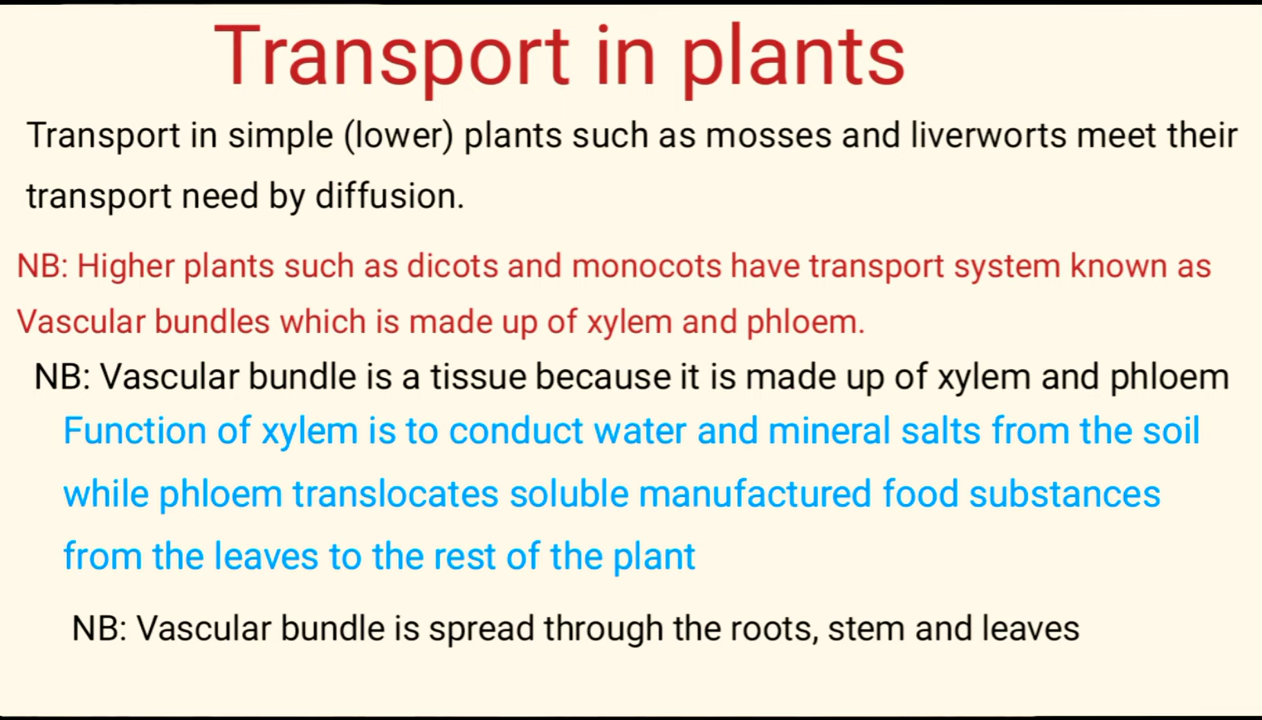 Transport in plants
Transport in simple (lower) plants such as mosses and liverworts meet their
transport need by diffusion.
NB: Higher plants such as dicots and monocots have transport system known as
Vascular bundles which is made up of xylem and phloem.
NB: Vascular bundle is a tissue because it is made up of xylem and phloem
Function of xylem is to conduct water and mineral salts from the soil
while phloem translocates soluble manufactured food substances
from the leaves to the rest of the plant
NB: Vascular bundle is spread through the roots, stem and leaves